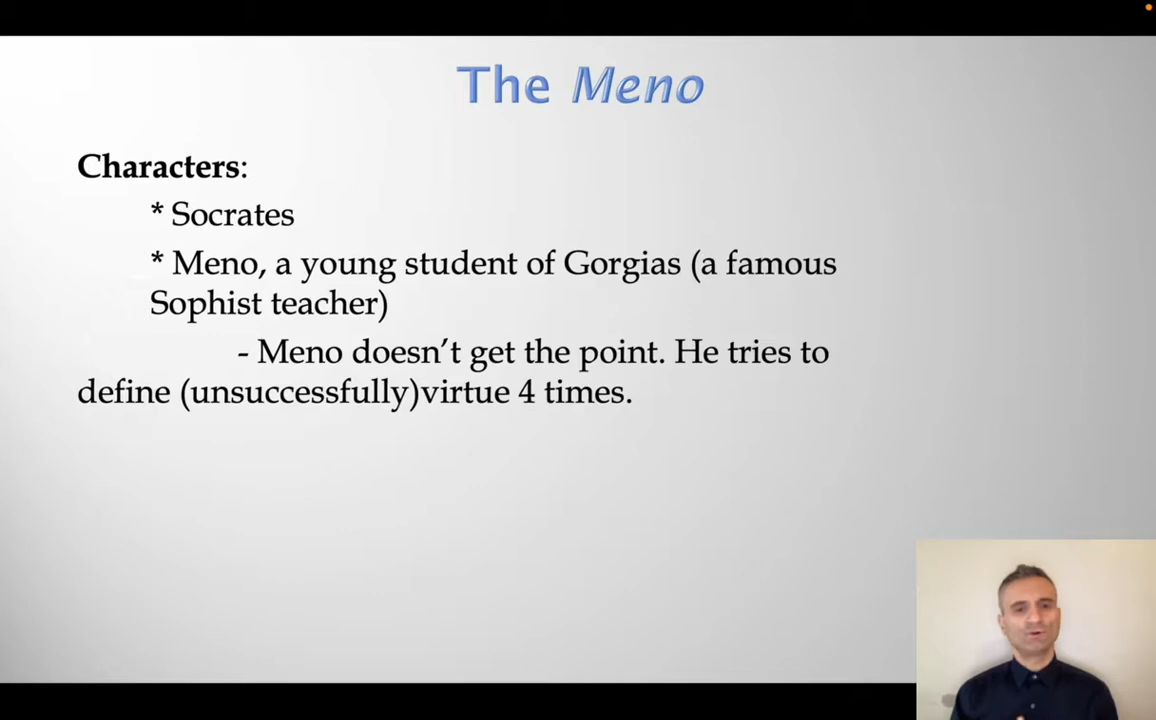 The Meno
Characters:
* Socrates
* Meno, a young student of Gorgias (a famous
Sophist teacher)
- Meno doesn’t get the point. He tries to
define (unsuccessfully)virtue 4 times.